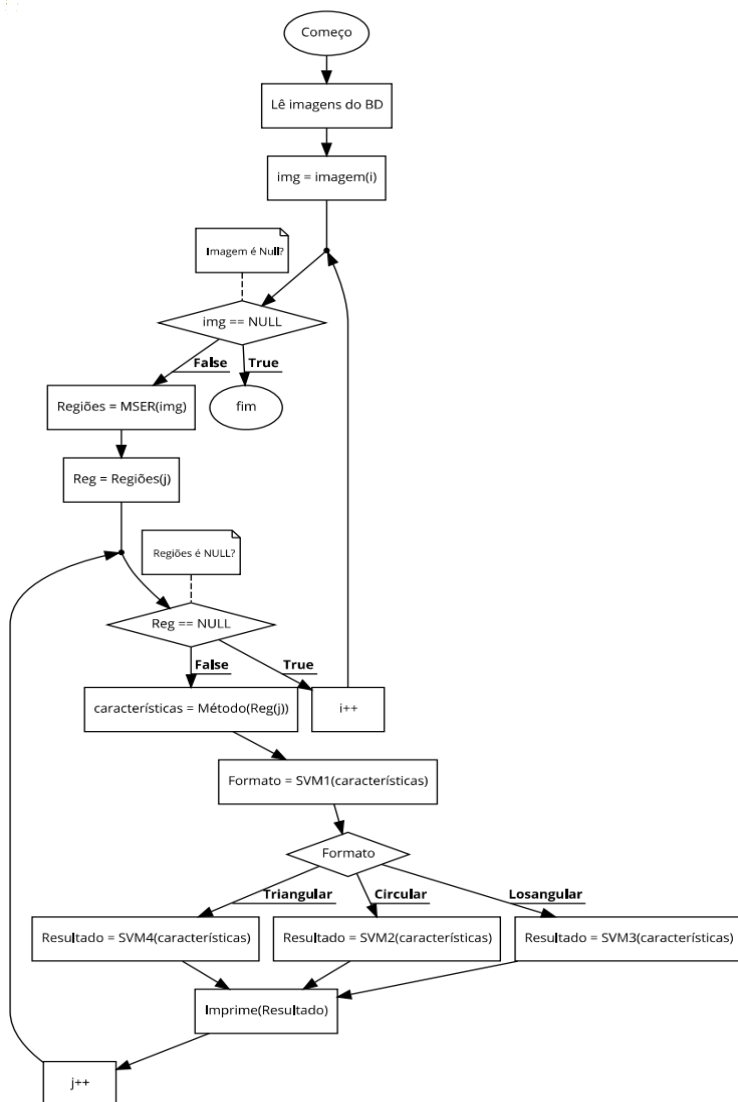 Começo
Lê imagens do BD
img = imagem(i)
Imagem é Null?
img == NULL
False
True
Regiões = MSER(img)
fim
Reg = Regiões(j)
Regiões é NULL?
Reg == NULL
False
True
características = Método(Reg(j))
i++
Formato = SVM1(características)
Formato
Triangular
Circular
Losangular
Resultado = SVM4(características)
Resultado = SVM2(características)
Resultado = SVM3(características)
Imprime(Resultado)
j++